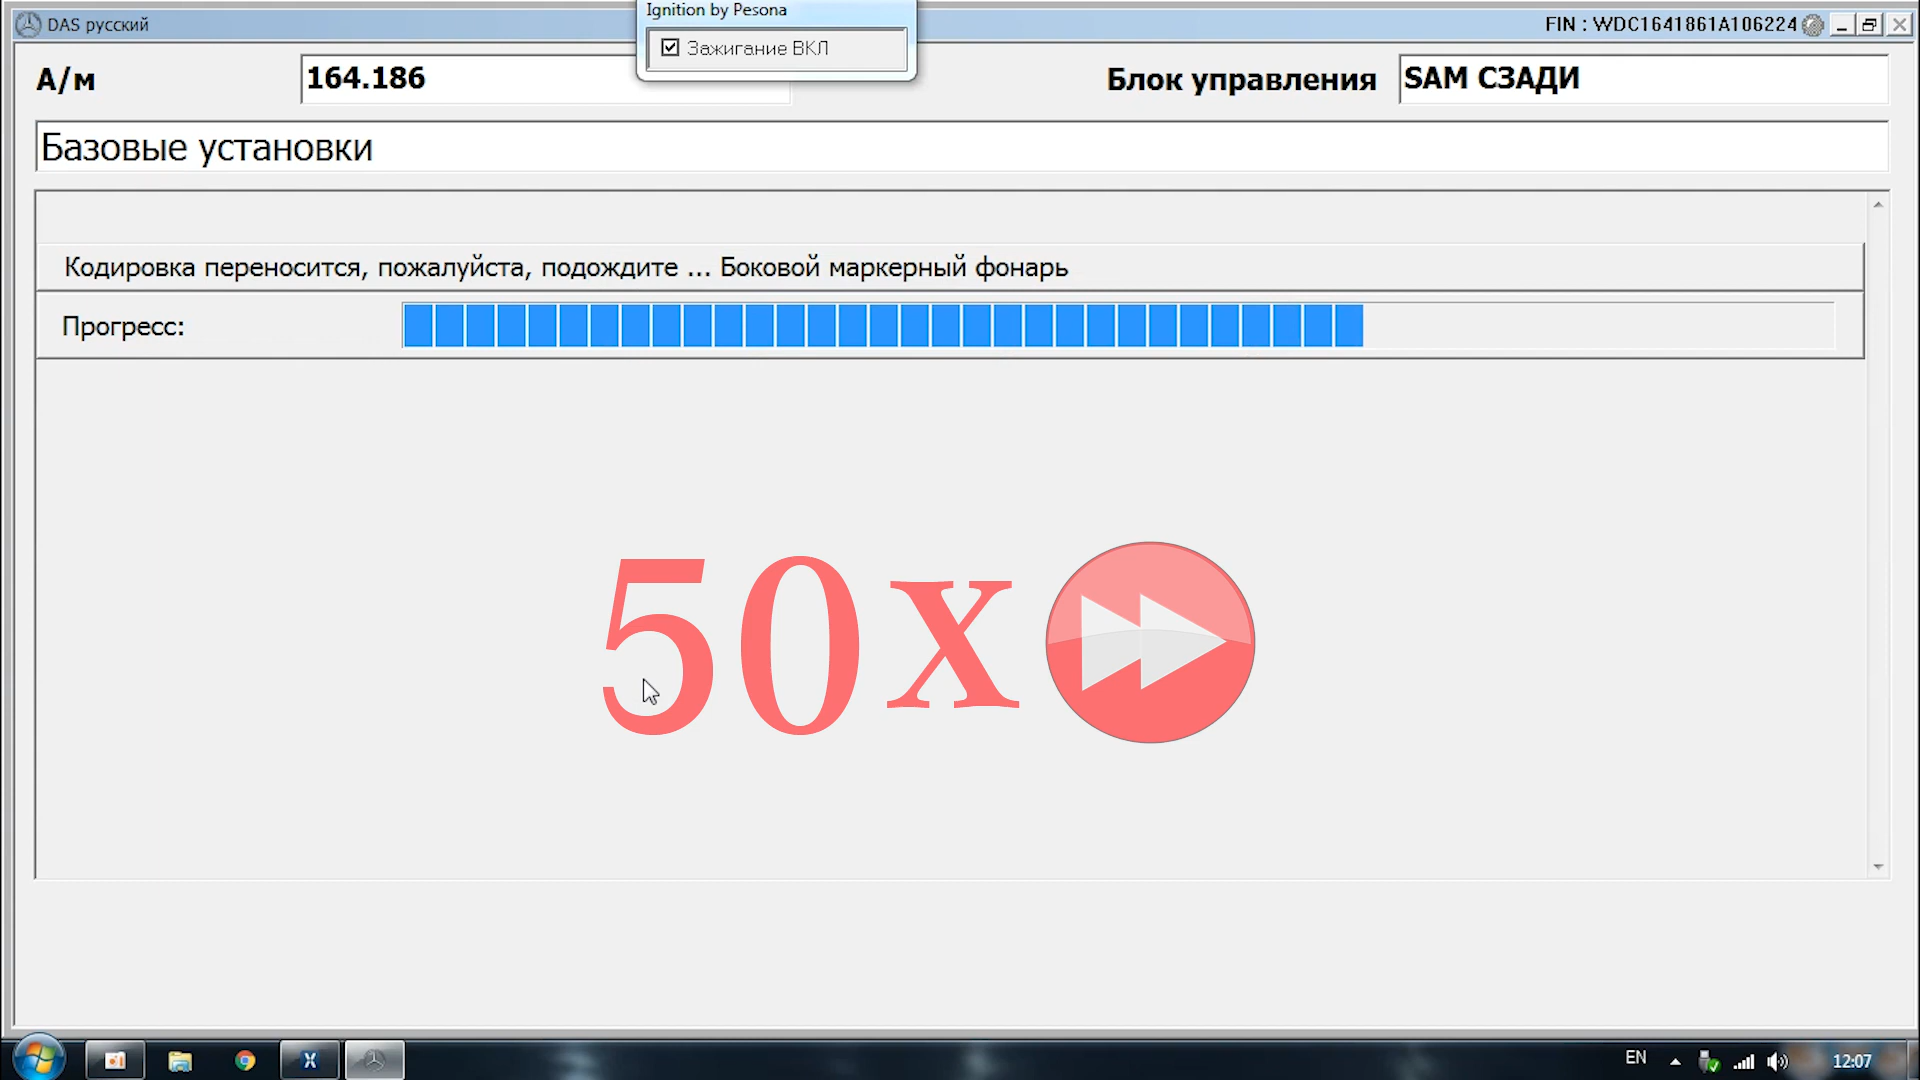 Ignition by Pesona
DAS русский
FIN : WDC1641861A106224
Зажигание ВКЛ
А/м
164.186
Блок управления
SAM СЗАДИ
Базовые установки
Кодировка переносится, пожалуйста, подождите ... Боковой маркерный фонарь
Прогресс:
50x
X
EN
12:07